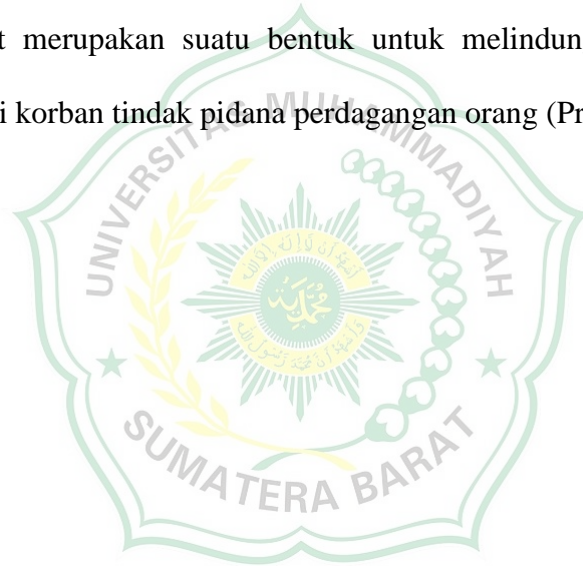 t merupakan suatu bentuk untuk melindun
i korban tindak pidana perdagangan orang (Pr
UNIVERSITAS MUHAMMADIYAH
SUMATERA BARAT